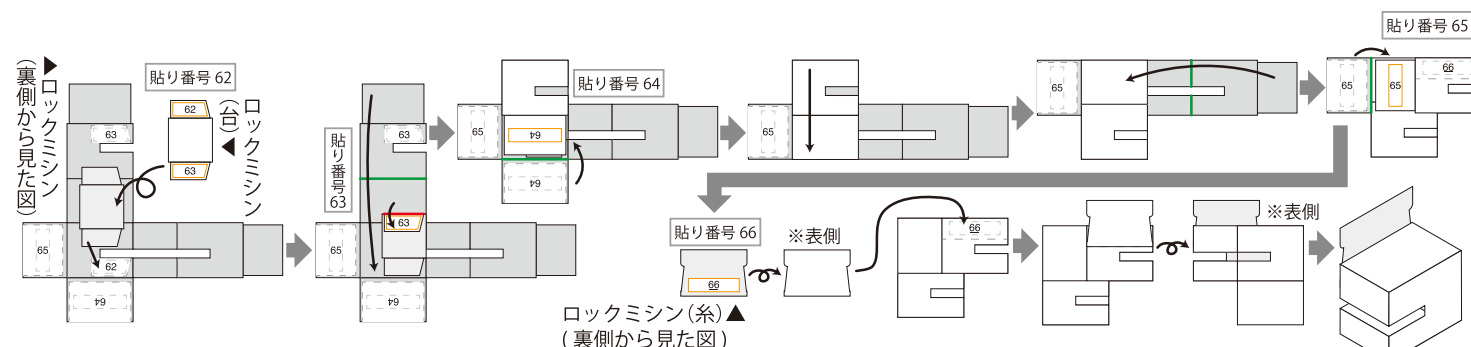 ▲ロックミシン
(裏側から見た図)
貼り番号 62
ロックミシン
(台)▲
62
63
63
62
65
64
貼り番号 63
63
63
65
64
貼り番号 64
65
64
64
65
65
貼り番号 65
65
65
66
貼り番号 66
66
※表側
66
※表側
ロックミシン(糸)▲
(裏側から見た図)